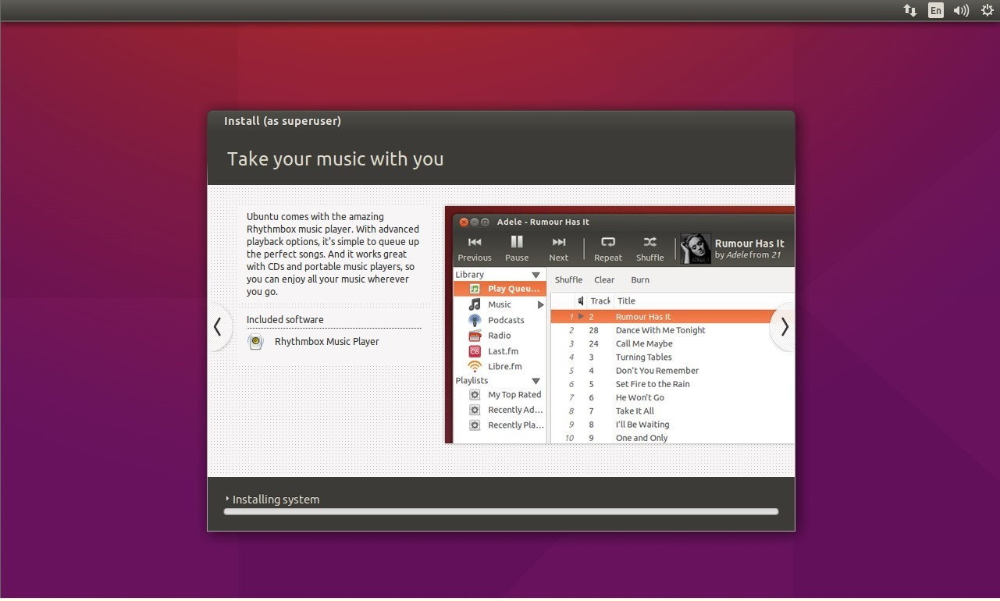 En
Install (as superuser)
Take your music with you
Ubuntu comes with the amazing
Rhythmbox music player. With advanced
playback options, it's simple to queue up
the perfect songs. And it works great
with CDs and portable music players, so
you can enjoy all your music wherever
you go.
Included software
Rhythmbox Music Player
Adele - Rumour Has It
Previous Pause Next Repeat Shuffle
Rumour Has It
by Adele from 21
Library
Play Queu...
Music
Podcasts
Radio
Last.fm
Libre.fm
Playlists
My Top Rated
Recently Ad...
Recently Pla...
Shuffle Clear Burn
Track Title
1 2 Rumour Has It
2 28 Dance With Me Tonight
3 24 Call Me Maybe
4 3 Turning Tables
5 4 Don't You Remember
6 5 Set Fire to the Rain
7 6 He Won't Go
8 7 Take It All
9 8 I'll Be Waiting
10 9 One and Only
Installing system